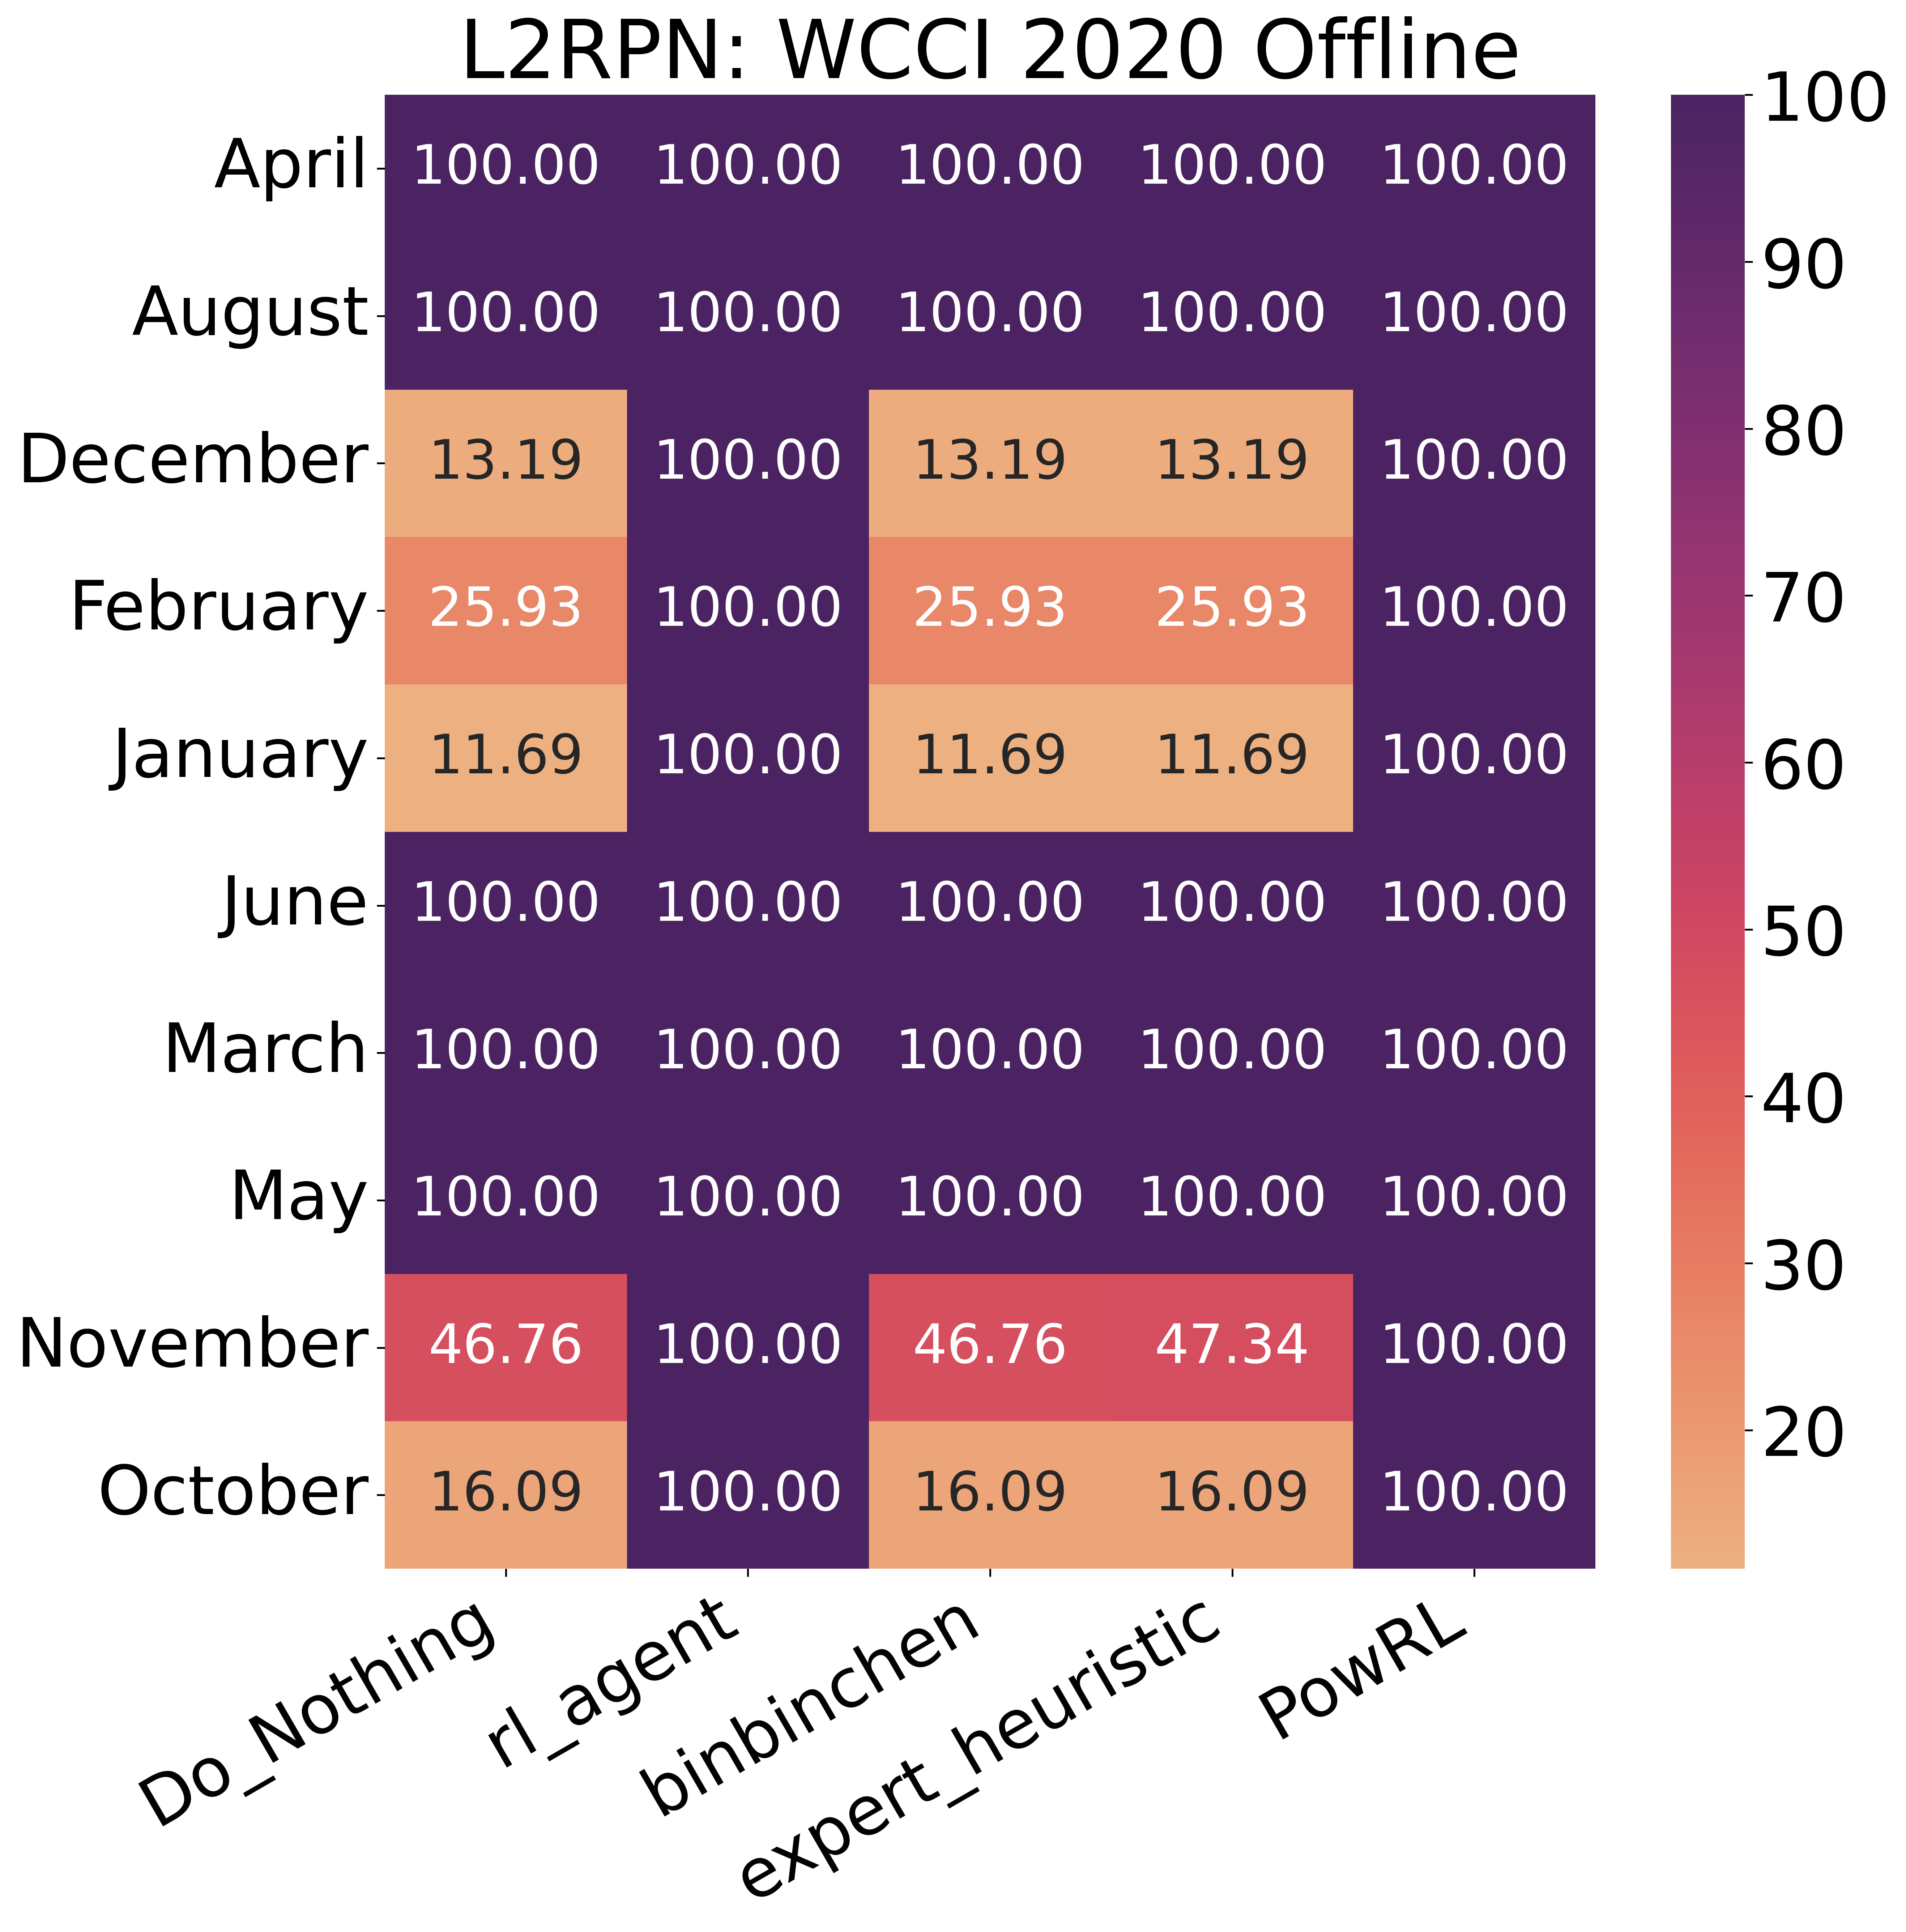 L2RPN: WCCI 2020 Offline
April 100.00 100.00 100.00 100.00 100.00
August 100.00 100.00 100.00 100.00 100.00
December 13.19 100.00 13.19 13.19 100.00
February 25.93 100.00 25.93 25.93 100.00
January 11.69 100.00 11.69 11.69 100.00
June 100.00 100.00 100.00 100.00 100.00
March 100.00 100.00 100.00 100.00 100.00
May 100.00 100.00 100.00 100.00 100.00
November 46.76 100.00 46.76 47.34 100.00
October 16.09 100.00 16.09 16.09 100.00
Do_Nothing
rl_agent
binbinchen
expert_heuristic
PowRL
100
90
80
70
60
50
40
30
20